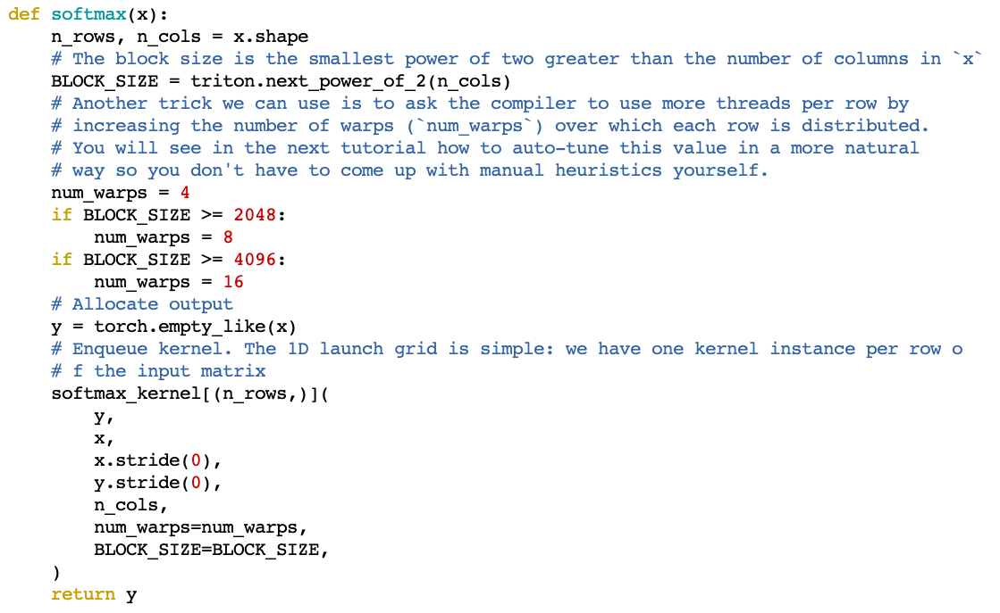 def softmax(x):
    n_rows, n_cols = x.shape
    # The block size is the smallest power of two greater than the number of columns in `x`
    BLOCK_SIZE = triton.next_power_of_2(n_cols)
    # Another trick we can use is to ask the compiler to use more threads per row by
    # increasing the number of warps (`num_warps`) over which each row is distributed.
    # You will see in the next tutorial how to auto-tune this value in a more natural
    # way so you don't have to come up with manual heuristics yourself.
    num_warps = 4
    if BLOCK_SIZE >= 2048:
        num_warps = 8
    if BLOCK_SIZE >= 4096:
        num_warps = 16
    # Allocate output
    y = torch.empty_like(x)
    # Enqueue kernel. The 1D launch grid is simple: we have one kernel instance per row o
    # f the input matrix
    softmax_kernel[(n_rows,)](
        y,
        x,
        x.stride(0),
        y.stride(0),
        n_cols,
        num_warps=num_warps,
        BLOCK_SIZE=BLOCK_SIZE,
    )
    return y